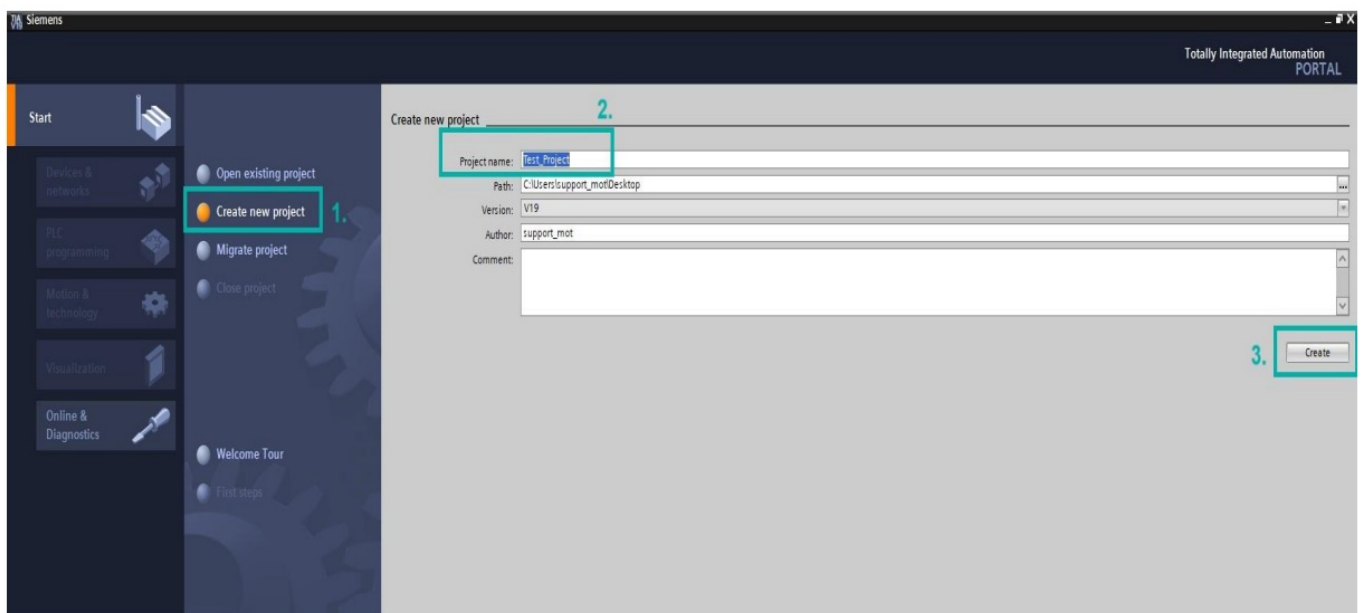 Siemens
Totally Integrated Automation
PORTAL
Start
Devices &
networks
PLC
programming
Motion &
technology
Visualization
Online &
Diagnostics
Open existing project
Create new project
1.
Migrate project
Close project
Welcome Tour
First steps
Create new project
2.
Project name: Test_Project
Path: C:\Users\support_mot\Desktop
...
Version: V19
Author: support_mot
Comment:
3.
Create